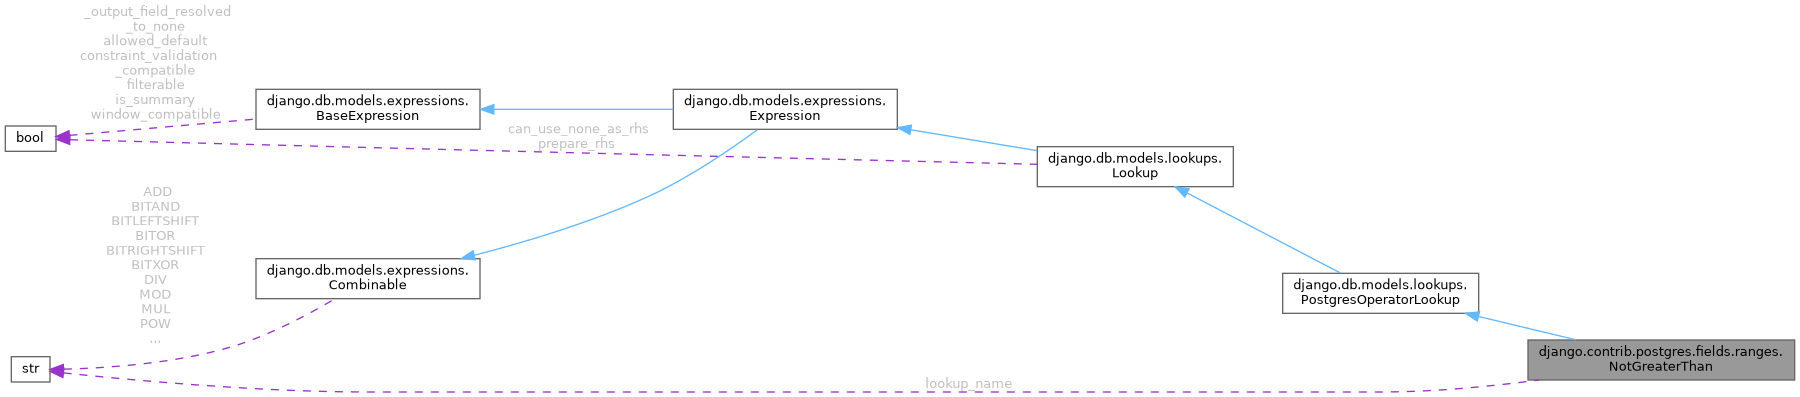 _output_field_resolved
_to_none
allowed_default
constraint_validation
_compatible
filterable
is_summary
window_compatible
django.db.models.expressions.
BaseExpression
django.db.models.expressions.
Expression
bool
can_use_none_as_rhs
prepare_rhs
django.db.models.lookups.
Lookup
ADD
BITAND
BITLEFTSHIFT
BITOR
BITRIGHTSHIFT
BITXOR
DIV
MOD
MUL
POW
...
django.db.models.expressions.
Combinable
django.db.models.lookups.
PostgresOperatorLookup
str
django.contrib.postgres.fields.ranges.
NotGreaterThan
lookup_name